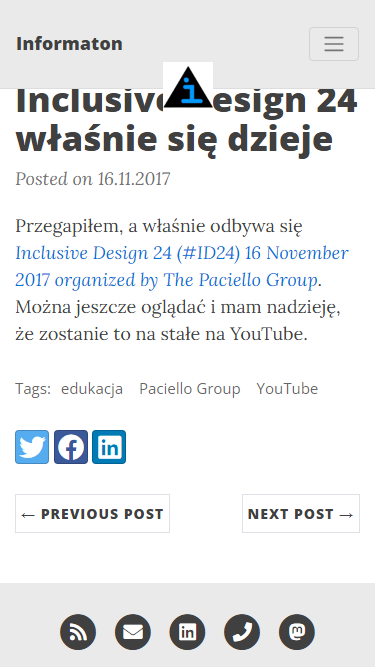 Informaton
Inclusive Design 24
właśnie się dzieje
Posted on 16.11.2017
Przegapiłem, a właśnie odbywa się
Inclusive Design 24 (#ID24) 16 November
2017 organized by The Paciello Group.
Można jeszcze oglądać i mam nadzieję,
że zostanie to na stałe na YouTube.
Tags: edukacja Paciello Group YouTube
← PREVIOUS POST NEXT POST →